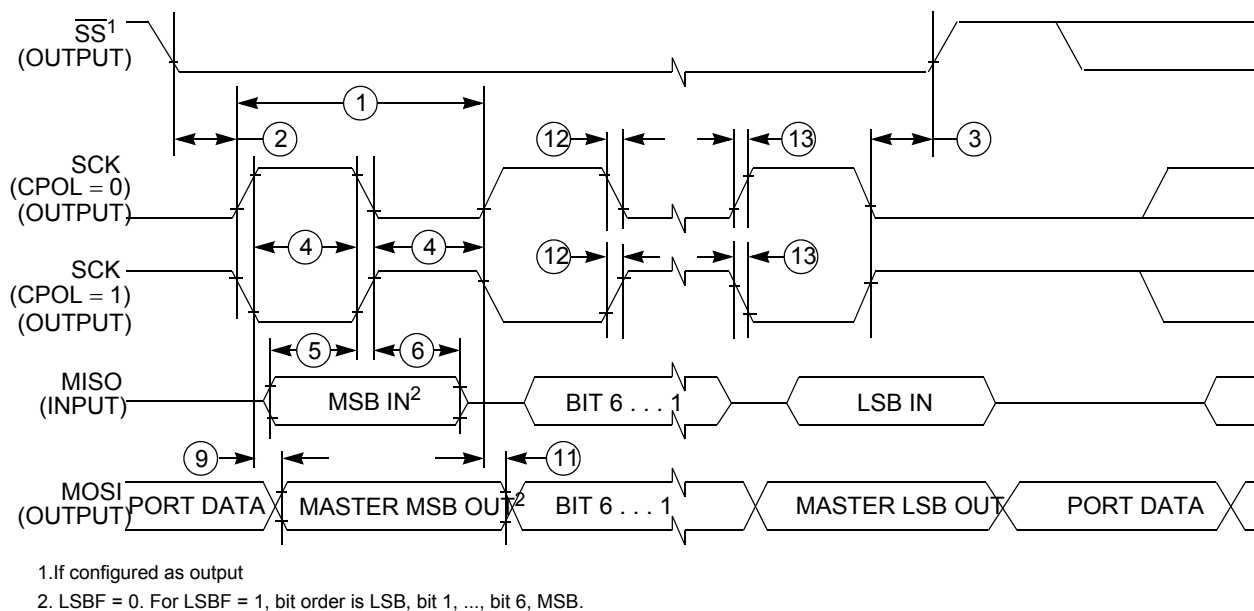 SS1
(OUTPUT)
1
2
12
13
3
SCK
(CPOL = 0)
(OUTPUT)
4
4
SCK
(CPOL = 1)
(OUTPUT)
12
13
5
6
MISO
(INPUT)
MSB IN2
BIT 6 . . . 1
LSB IN
9
11
MOSI
(OUTPUT)
PORT DATA
MASTER MSB OUT2
BIT 6 . . . 1
MASTER LSB OUT
PORT DATA
1.If configured as output
2. LSBF = 0. For LSBF = 1, bit order is LSB, bit 1, ..., bit 6, MSB.